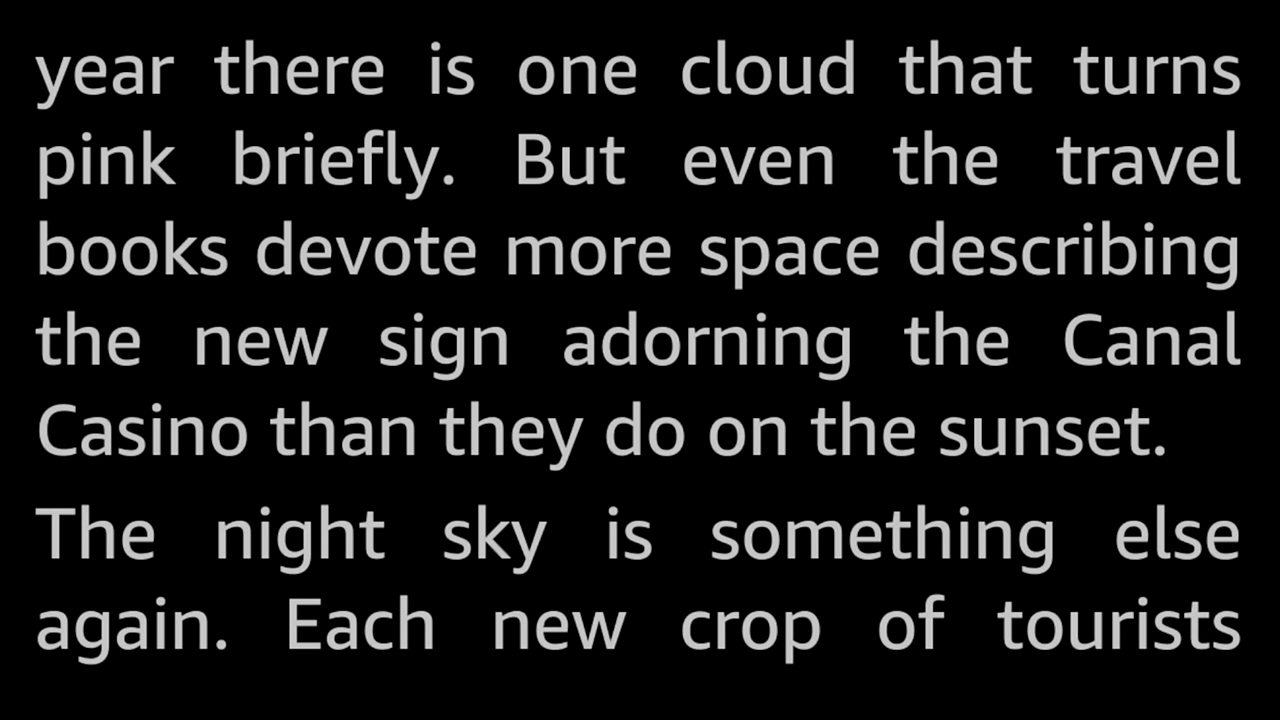 year there is one cloud that turns
pink briefly. But even the travel
books devote more space describing
the new sign adorning the Canal
Casino than they do on the sunset.
The night sky is something else
again. Each new crop of tourists